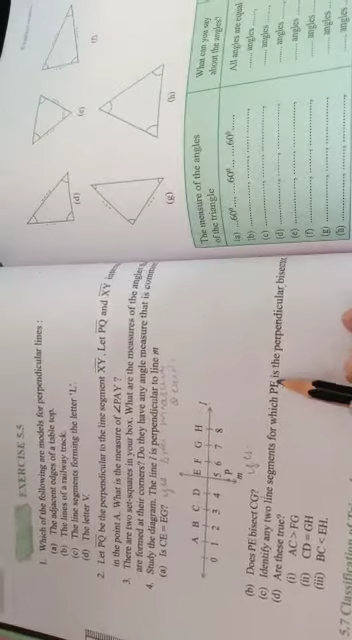 EXERCISE 5.5
1. Which of the following are models for perpendicular lines :
(a) The adjacent edges of a table top.
(b) The lines of a railway track.
(c) The line segments forming the letter 'L'.
(d) The letter V.
2. Let PQ be the perpendicular to the line segment XY . Let PQ and XY
in the point A. What is the measure of ∠PAY ?
3. There are two set-squares in your box. What are the measures of the angles
are formed at their corners? Do they have any angle measure that is common
4. Study the diagram. The line l is perpendicular to line m
(a) Is CE = EG?
A B C D E F G H
l
0 1 2 3 4 5 6 7 8
P
m
(b) Does PE bisect CG?
(c) Identify any two line segments for which PE is the perpendicular bisect
(d) Are these true?
(i) AC > FG
(ii) CD = GH
(iii) BC < EH.
5.7 Classification of
(d)
(e)
(f)
(g)
(h)
The measure of the angles
of the triangle
What can you say
about the angles?
(a) ...60°... ...60°... ...60°...... All angles are equal
(b) ........, ........, ........ ..... angles .....
(c) ........, ........, ........ ..... angles .....
(d) ........, ........, ........ ..... angles
(e) ........, ........, ........ ..... angles
(f) ........, ........, ........ ..... angles
(g) ........, ........, ........ ..... angles
(h) ........, ........, ........ ..... angles